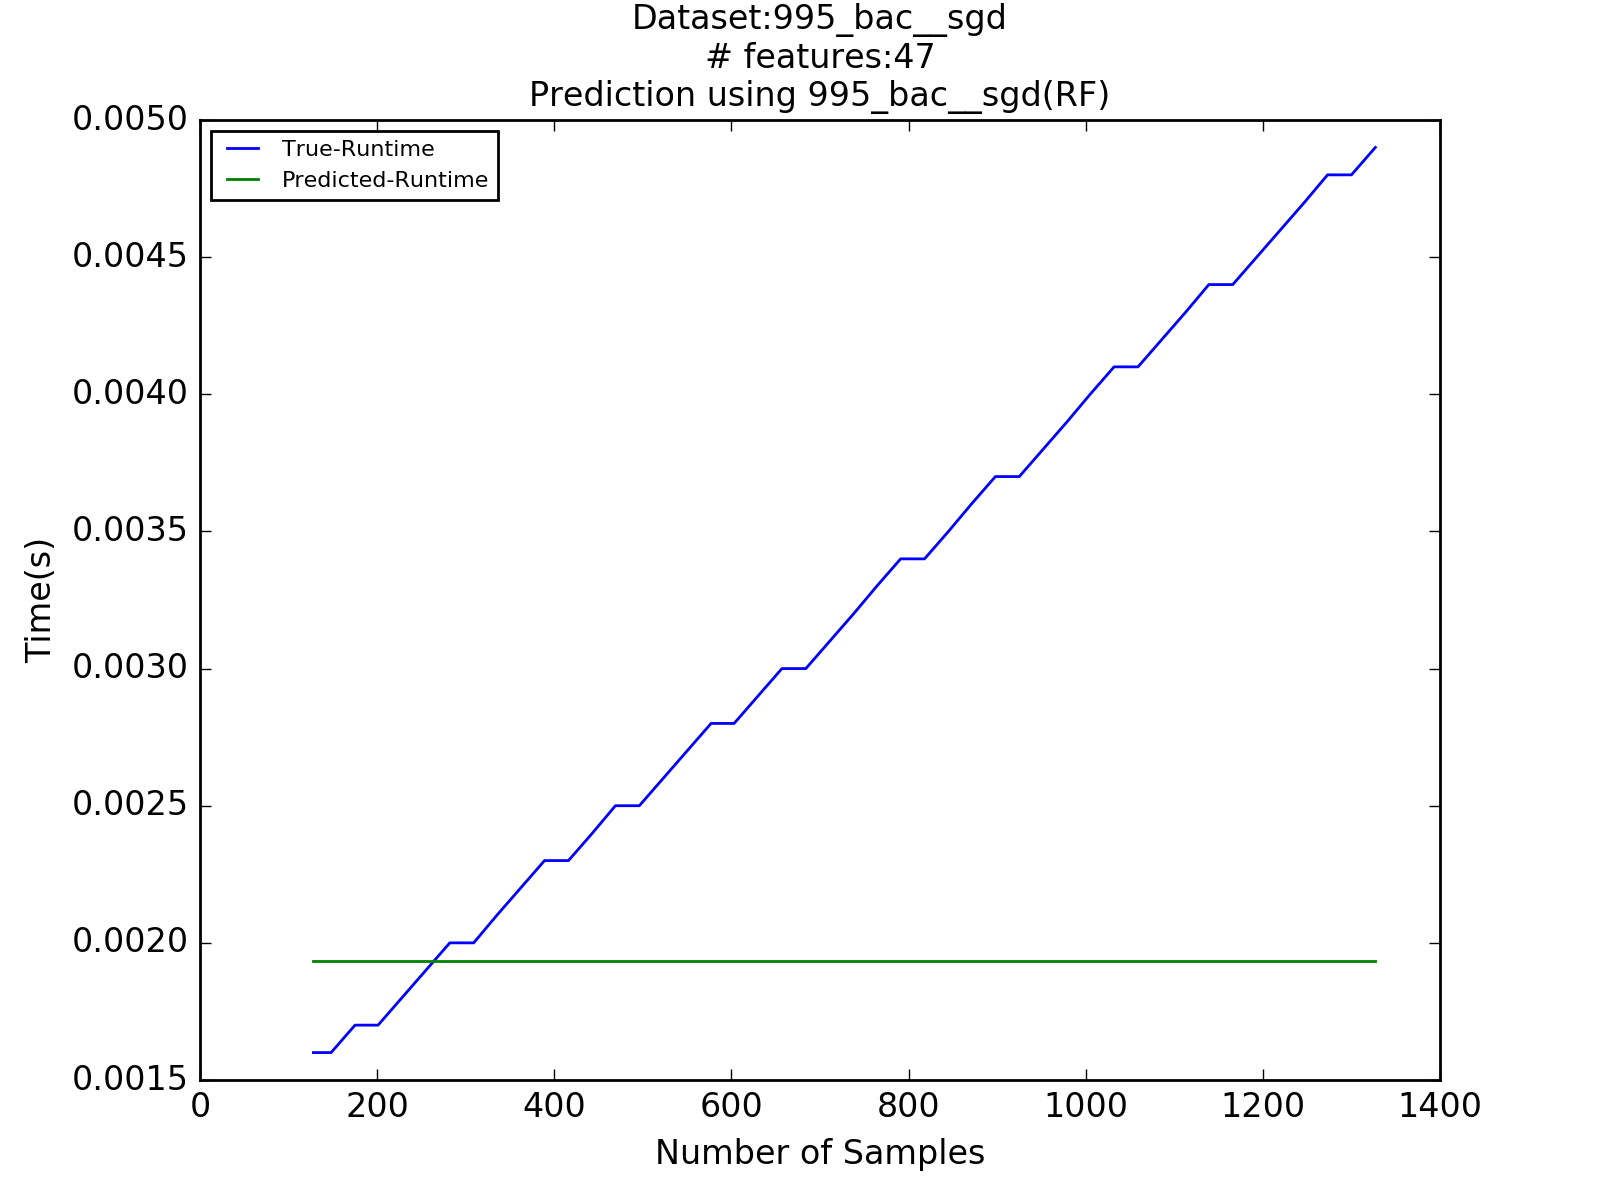 Dataset:995_bac__sgd
# features:47
Prediction using 995_bac__sgd(RF)
True-Runtime
Predicted-Runtime
0.0050
0.0045
0.0040
0.0035
0.0030
0.0025
0.0020
0.0015
Time(s)
0 200 400 600 800 1000 1200 1400
Number of Samples